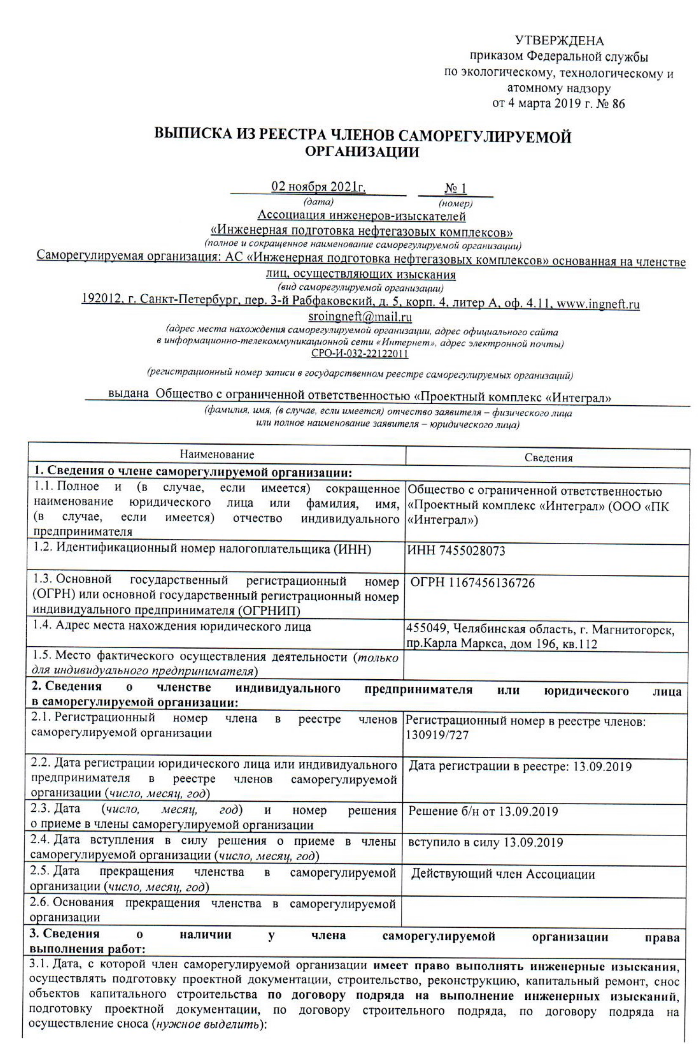 УТВЕРЖДЕНА
приказом Федеральной службы
по экологическому, технологическому и
атомному надзору
от 4 марта 2019 г. № 86
ВЫПИСКА ИЗ РЕЕСТРА ЧЛЕНОВ САМОРЕГУЛИРУЕМОЙ
ОРГАНИЗАЦИИ
02 ноября 2021г. № 1
(дата) (номер)
Ассоциация инженеров-изыскателей
«Инженерная подготовка нефтегазовых комплексов»
(полное и сокращенное наименование саморегулируемой организации)
Саморегулируемая организация: АС «Инженерная подготовка нефтегазовых комплексов» основанная на членстве
лиц, осуществляющих изыскания
(вид саморегулируемой организации)
192012, г. Санкт-Петербург, пер. 3-й Рабфаковский, д. 5, корп. 4, литер А, оф. 4.11, www.ingneft.ru
sroingneft@mail.ru
(адрес места нахождения саморегулируемой организации, адрес официального сайта
в информационно-телекоммуникационной сети «Интернет», адрес электронной почты)
СРО-И-032-22122011
(регистрационный номер записи в государственном реестре саморегулируемых организаций)
выдана Общество с ограниченной ответственностью «Проектный комплекс «Интеграл»
(фамилия, имя, (в случае, если имеется) отчество заявителя – физического лица
или полное наименование заявителя – юридического лица)
Наименование Сведения
1. Сведения о члене саморегулируемой организации:
1.1. Полное и (в случае, если имеется) сокращенное
наименование юридического лица или фамилия, имя,
(в случае, если имеется) отчество индивидуального
предпринимателя
Общество с ограниченной ответственностью
«Проектный комплекс «Интеграл» (ООО «ПК
«Интеграл»)
1.2. Идентификационный номер налогоплательщика (ИНН)
ИНН 7455028073
1.3. Основной государственный регистрационный номер
(ОГРН) или основной государственный регистрационный номер
индивидуального предпринимателя (ОГРНИП)
ОГРН 1167456136726
1.4. Адрес места нахождения юридического лица
455049, Челябинская область, г. Магнитогорск,
пр.Карла Маркса, дом 196, кв.112
1.5. Место фактического осуществления деятельности (только
для индивидуального предпринимателя)
2. Сведения о членстве индивидуального предпринимателя или юридического лица
в саморегулируемой организации:
2.1. Регистрационный номер члена в реестре членов
саморегулируемой организации
Регистрационный номер в реестре членов:
130919/727
2.2. Дата регистрации юридического лица или индивидуального
предпринимателя в реестре членов саморегулируемой
организации (число, месяц, год)
Дата регистрации в реестре: 13.09.2019
2.3. Дата (число, месяц, год) и номер решения
о приеме в члены саморегулируемой организации
Решение б/н от 13.09.2019
2.4. Дата вступления в силу решения о приеме в члены
саморегулируемой организации (число, месяц, год)
вступило в силу 13.09.2019
2.5. Дата прекращения членства в саморегулируемой
организации (число, месяц, год)
Действующий член Ассоциации
2.6. Основания прекращения членства в саморегулируемой
организации
3. Сведения о наличии у члена саморегулируемой организации права
выполнения работ:
3.1. Дата, с которой член саморегулируемой организации имеет право выполнять инженерные изыскания,
осуществлять подготовку проектной документации, строительство, реконструкцию, капитальный ремонт, снос
объектов капитального строительства по договору подряда на выполнение инженерных изысканий,
подготовку проектной документации, по договору строительного подряда, по договору подряда на
осуществление сноса (нужное выделить):